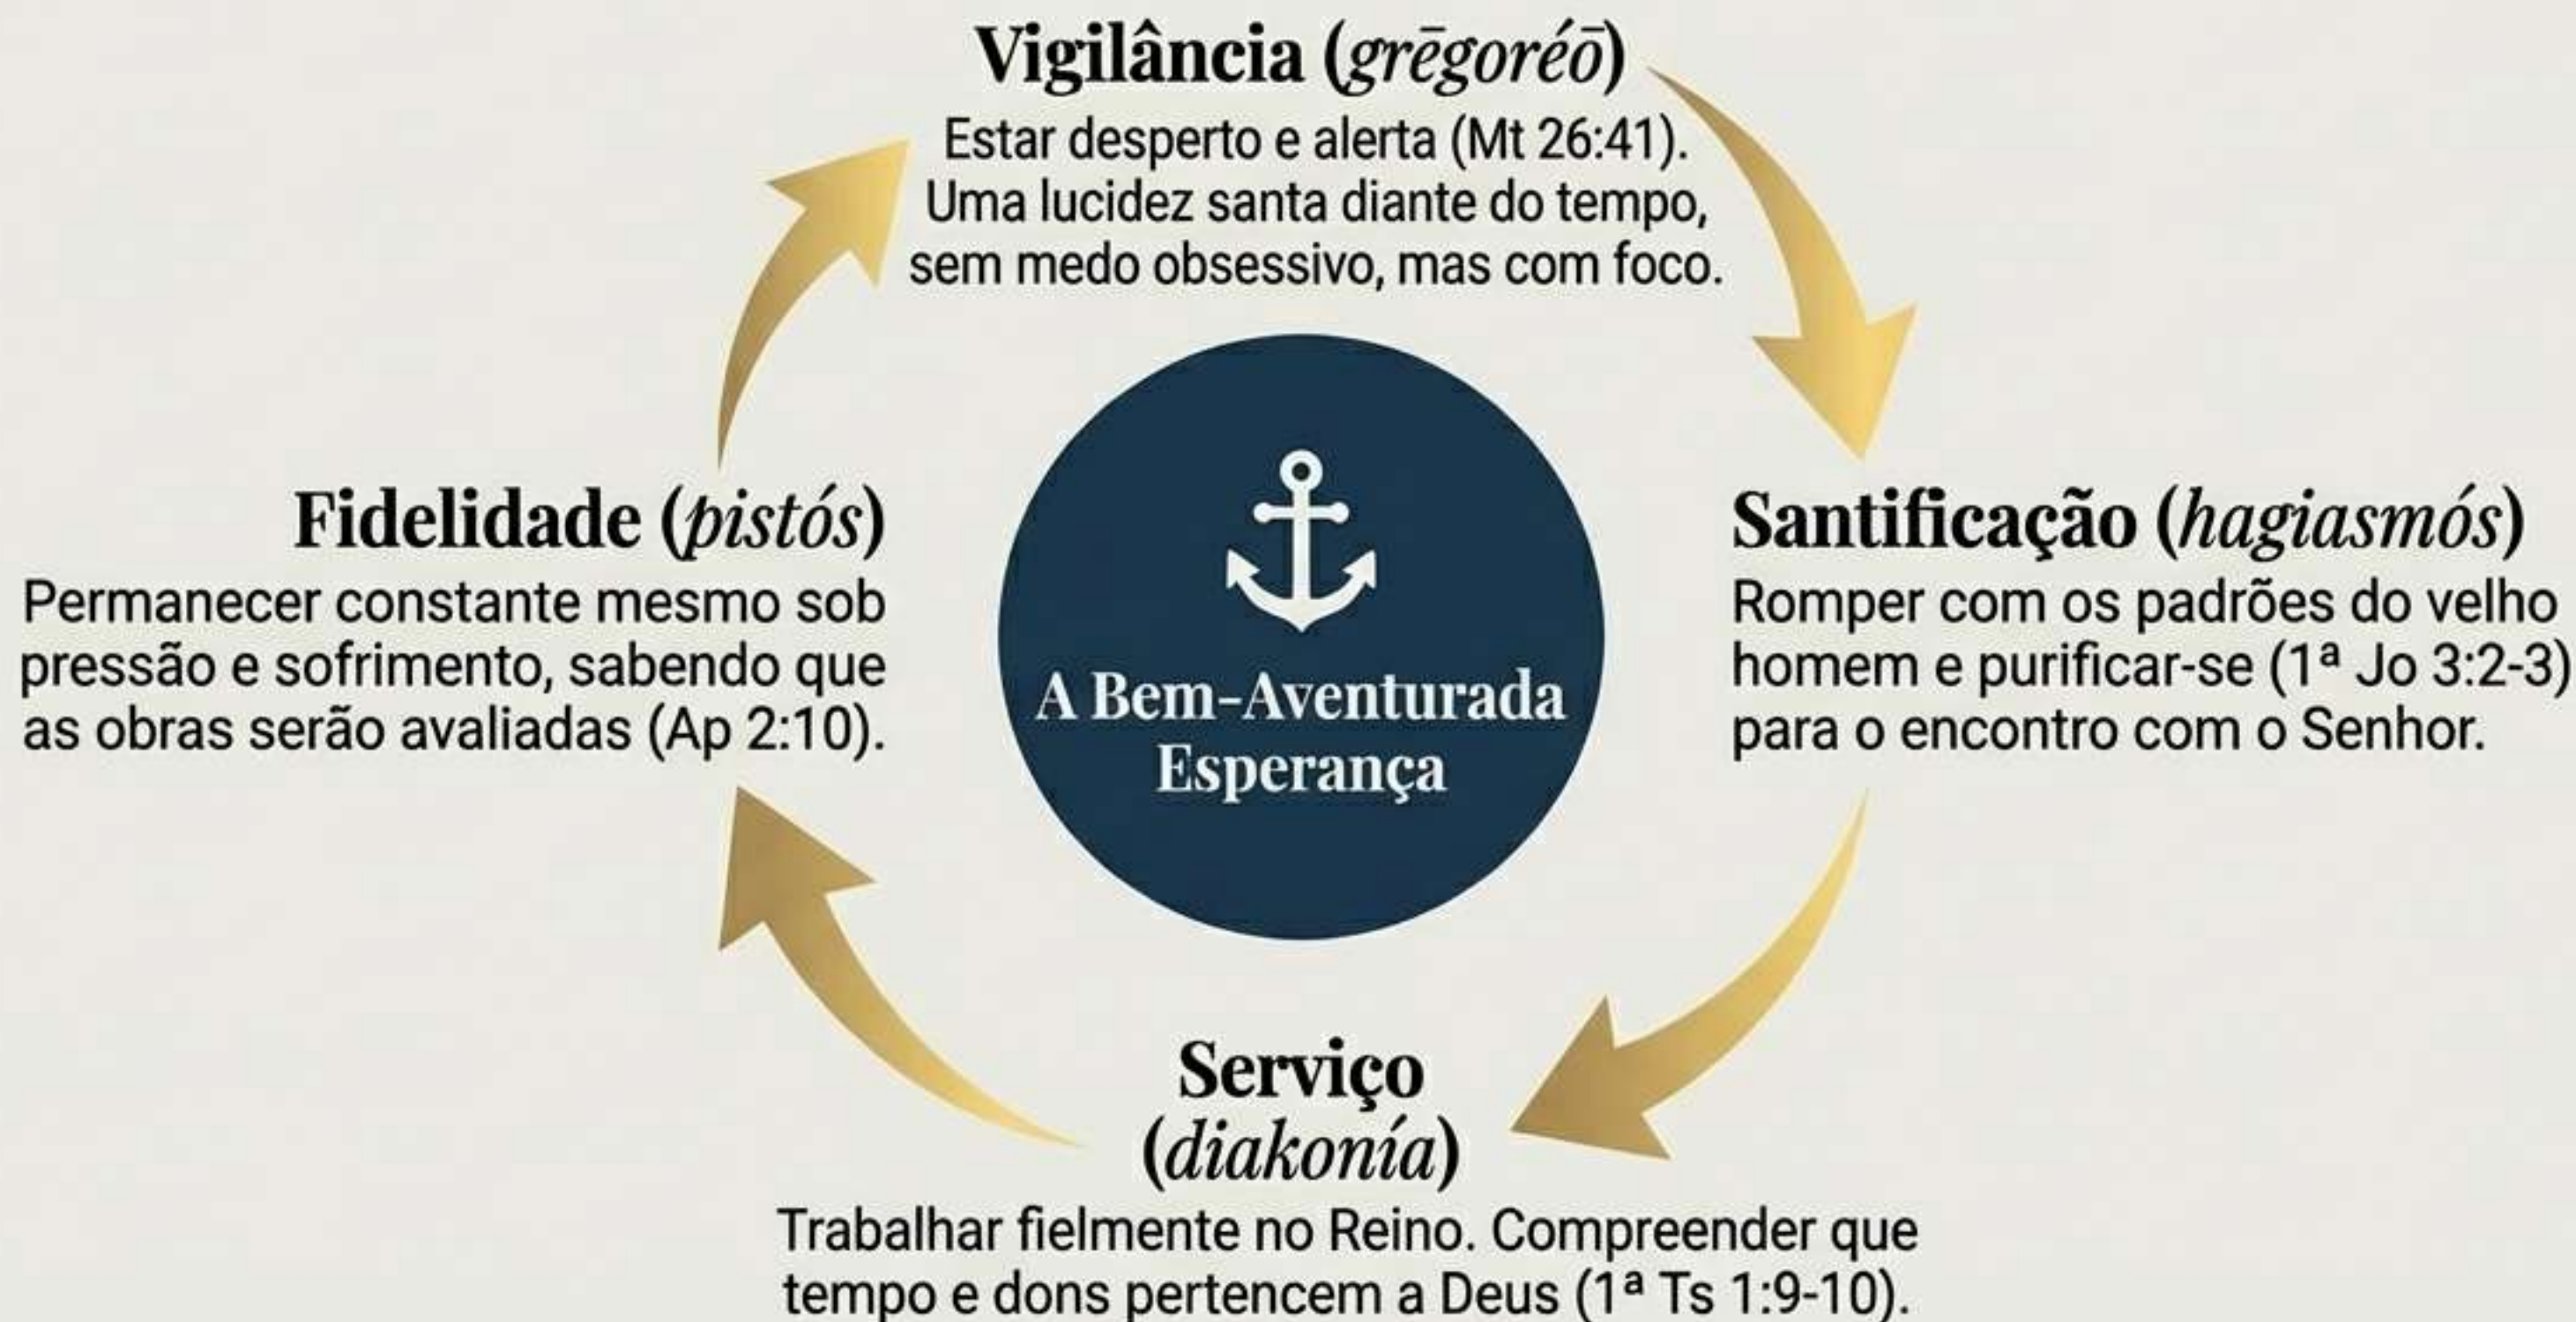 Vigilância (grēgoréō)
Estar desperto e alerta (Mt 26:41).
Uma lucidez santa diante do tempo,
sem medo obsessivo, mas com foco.
Santificação (hagiasmós)
Romper com os padrões do velho
homem e purificar-se (1ª Jo 3:2-3)
para o encontro com o Senhor.
Serviço
(diakonía)
Trabalhar fielmente no Reino. Compreender que
tempo e dons pertencem a Deus (1ª Ts 1:9-10).
Fidelidade (pistós)
Permanecer constante mesmo sob
pressão e sofrimento, sabendo que
as obras serão avaliadas (Ap 2:10).
A Bem-Aventurada
Esperança